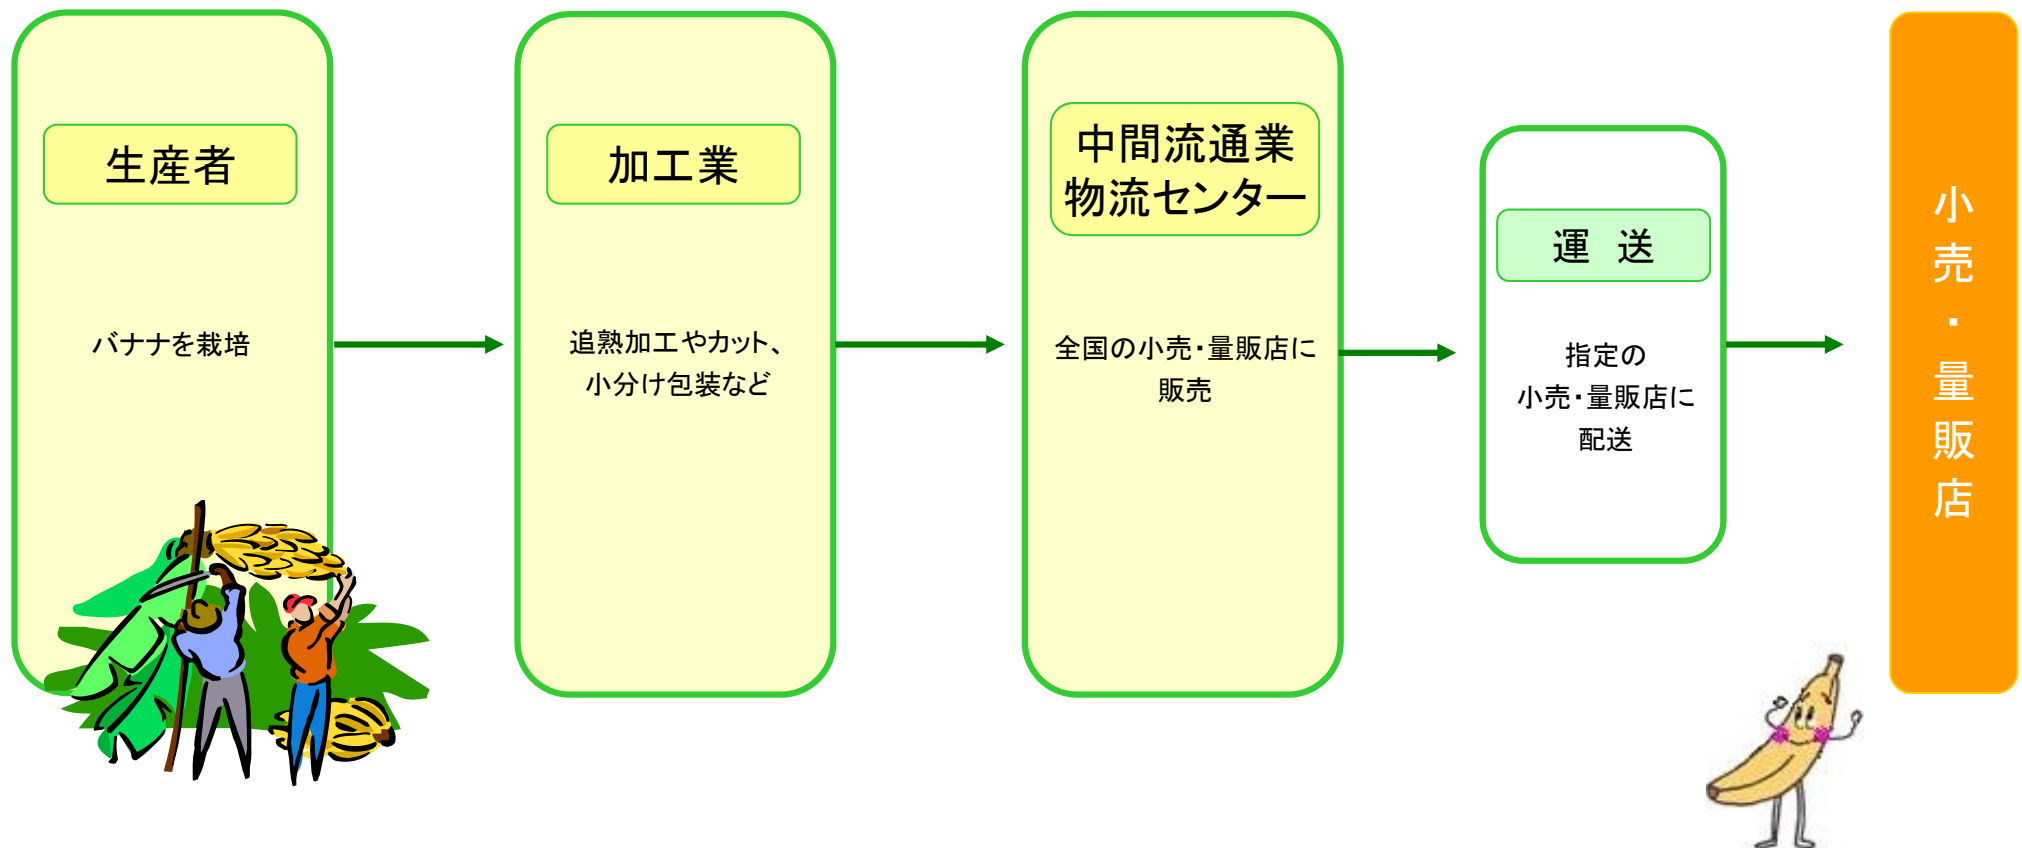 生産者
バナナを栽培
加工業
追熟加工やカット、
小分け包装など
中間流通業
物流センター
全国の小売・量販店に
販売
運　送
指定の
小売・量販店に
配送
小売・量販店